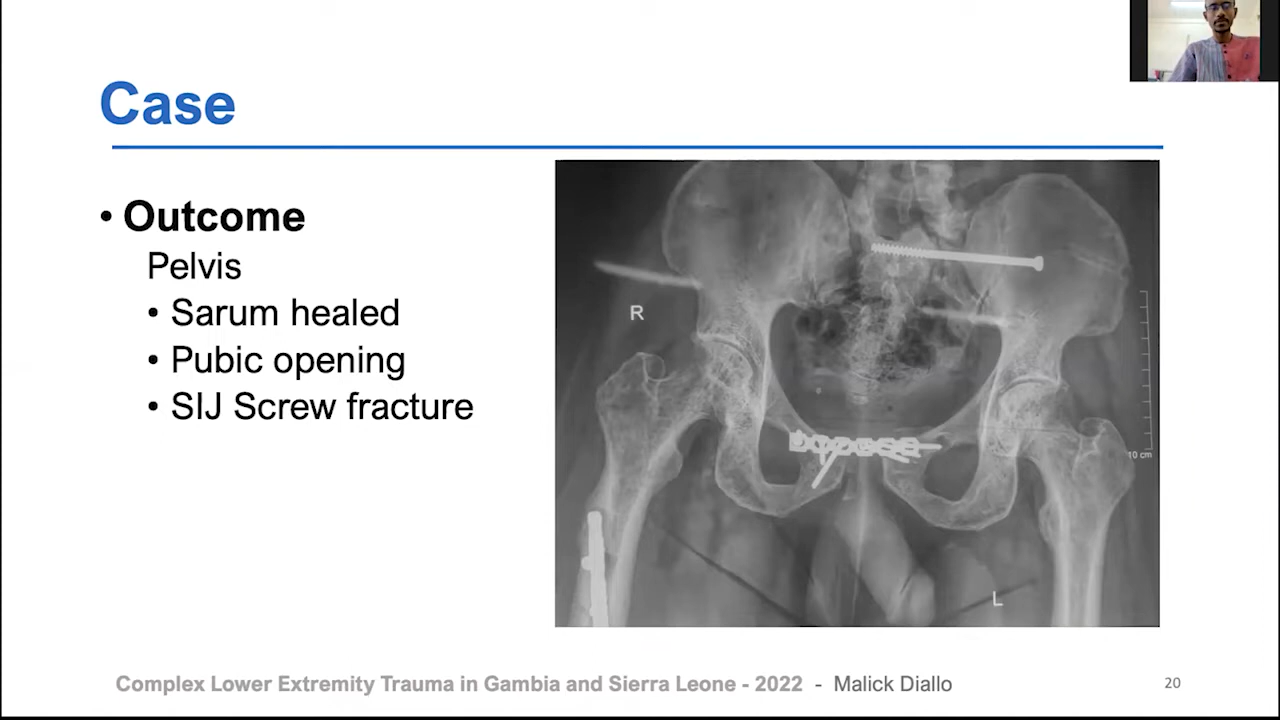 Case
• Outcome
Pelvis
• Sarum healed
• Pubic opening
• SIJ Screw fracture
R
10 cm
L
Complex Lower Extremity Trauma in Gambia and Sierra Leone - 2022 - Malick Diallo
20